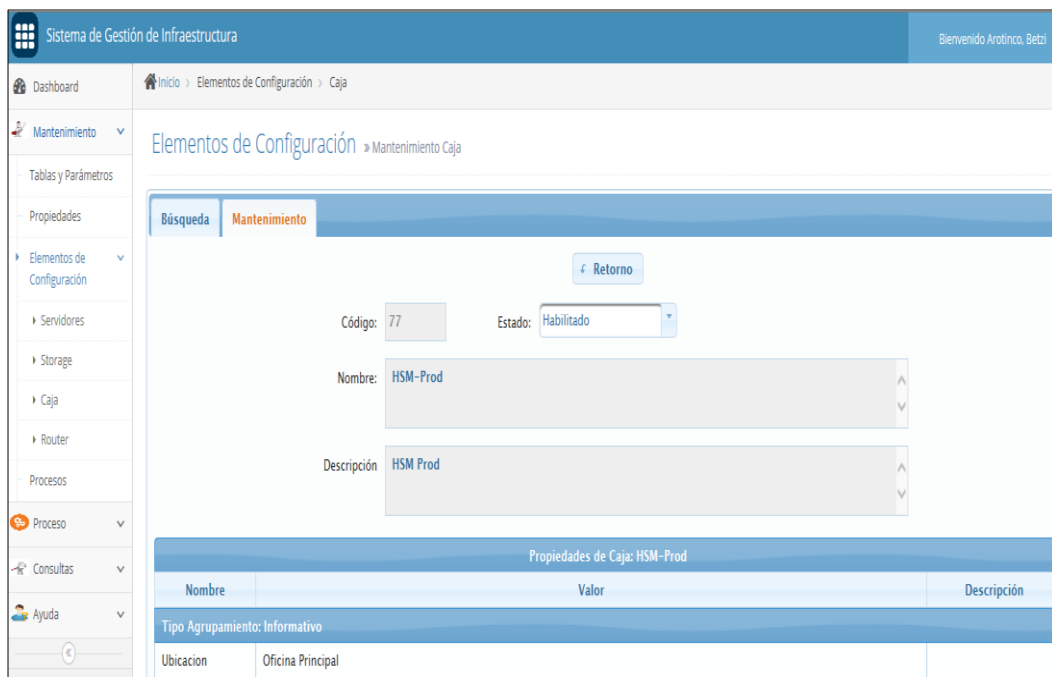 Sistema de Gestión de Infraestructura
Bienvenido Arotinco, Betzi
Dashboard
Mantenimiento
Tablas y Parámetros
Propiedades
Elementos de
Configuración
Servidores
Storage
Caja
Router
Procesos
Proceso
Consultas
Ayuda
Inicio > Elementos de Configuración > Caja
Elementos de Configuración » Mantenimiento Caja
Búsqueda Mantenimiento
Retorno
Código: 77 Estado: Habilitado
Nombre: HSM-Prod
Descripción HSM Prod
Propiedades de Caja: HSM-Prod
Nombre Valor Descripción
Tipo Agrupamiento: Informativo
Ubicacion Oficina Principal